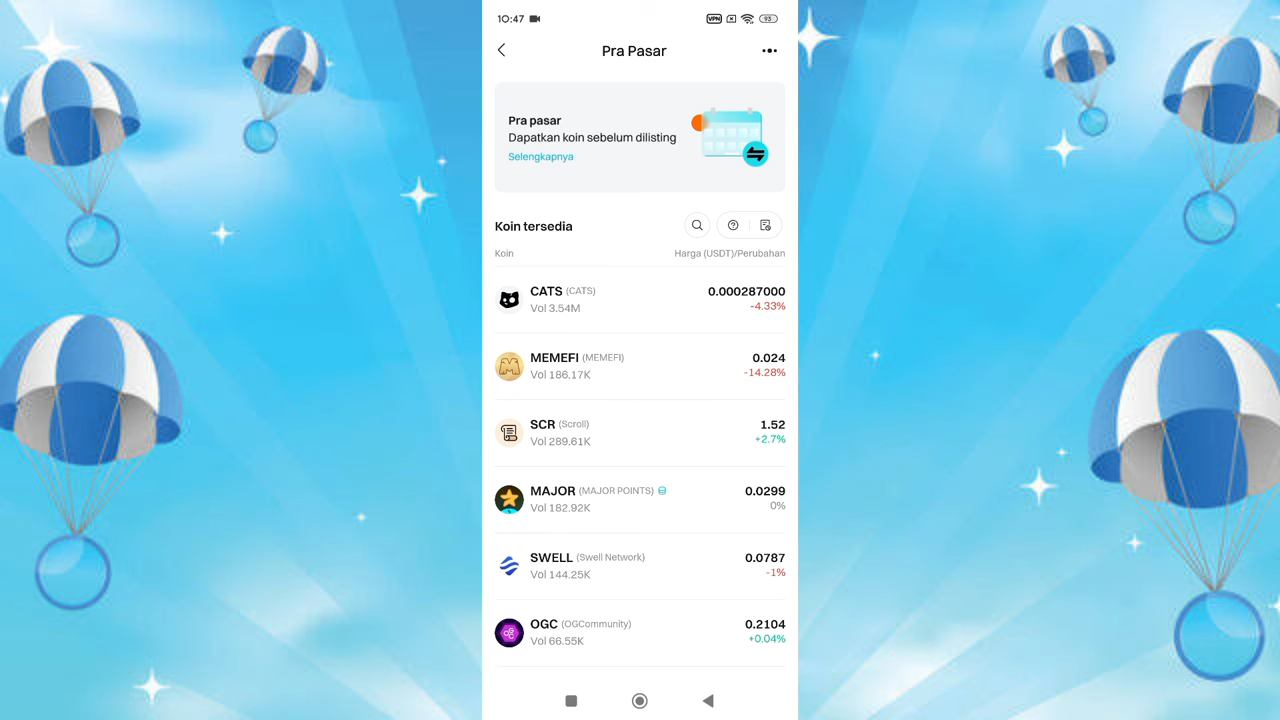 10:47
VPN
93
Pra Pasar
Pra pasar
Dapatkan koin sebelum dilisting
Selengkapnya
Koin tersedia
Koin Harga (USDT)/Perubahan
CATS (CATS) 0.000287000
Vol 3.54M -4.33%
MEMEFI (MEMEFI) 0.024
Vol 186.17K -14.28%
SCR (Scroll) 1.52
Vol 289.61K +2.7%
MAJOR (MAJOR POINTS) 0.0299
Vol 182.92K 0%
SWELL (Swell Network) 0.0787
Vol 144.25K -1%
OGC (OGCommunity) 0.2104
Vol 66.55K +0.04%